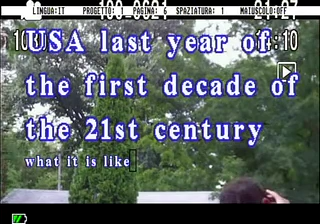 LINGUA:IT PROGETTO: 1 PAGINA: 6 SPAZIATURA: 1 MAIUSCOLO:OFF
USA last year of
the first decade of
the 21st century
what it is like